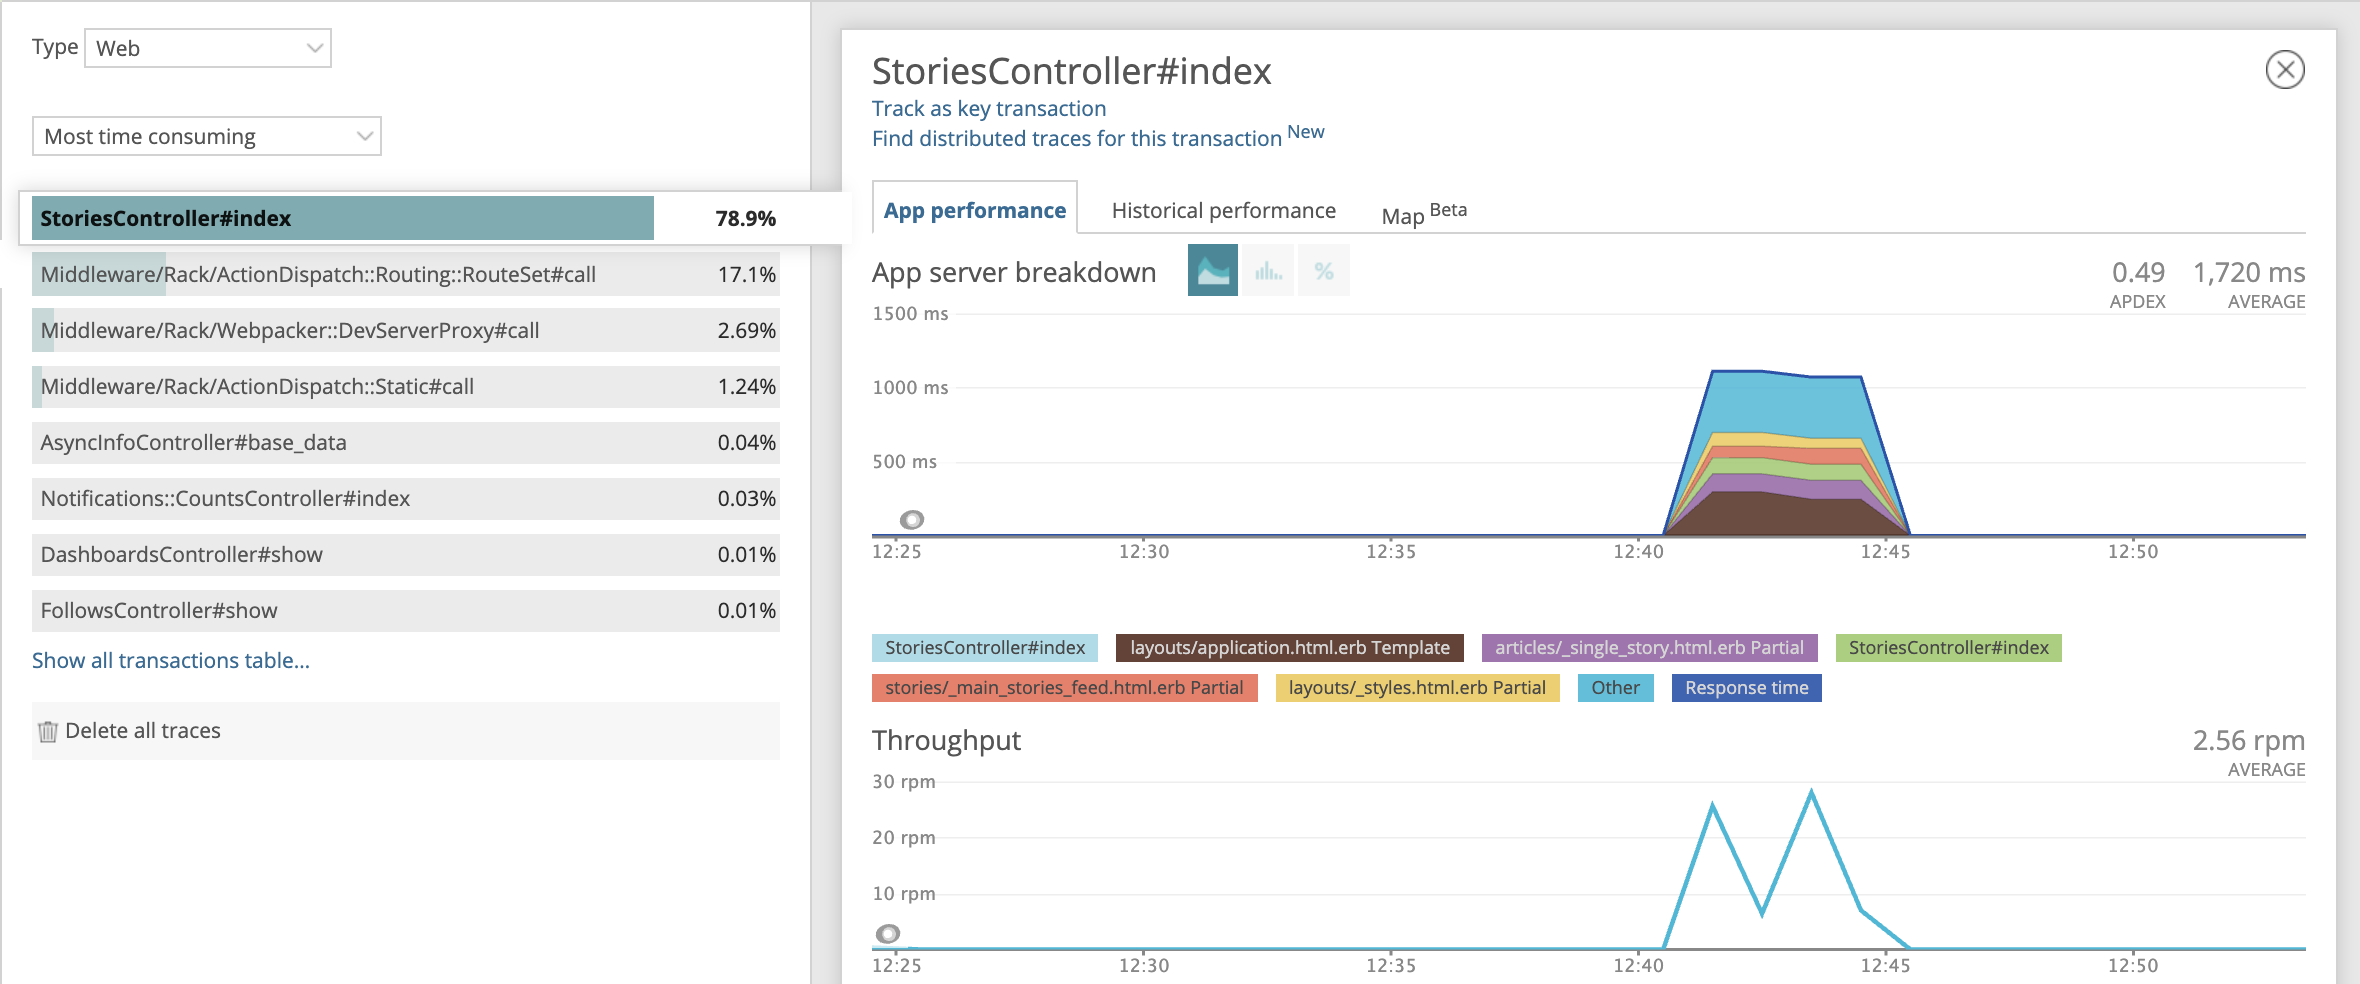 Type Web
Most time consuming
StoriesController#index 78.9%
Middleware/Rack/ActionDispatch::Routing::RouteSet#call 17.1%
Middleware/Rack/Webpacker::DevServerProxy#call 2.69%
Middleware/Rack/ActionDispatch::Static#call 1.24%
AsyncInfoController#base_data 0.04%
Notifications::CountsController#index 0.03%
DashboardsController#show 0.01%
FollowsController#show 0.01%
Show all transactions table...
Delete all traces
StoriesController#index
Track as key transaction
Find distributed traces for this transaction New
App performance Historical performance Map Beta
App server breakdown % 0.49 1,720 ms
APDEX AVERAGE
1500 ms
1000 ms
500 ms
12:25 12:30 12:35 12:40 12:45 12:50
StoriesController#index layouts/application.html.erb Template articles/_single_story.html.erb Partial StoriesController#index
stories/_main_stories_feed.html.erb Partial layouts/_styles.html.erb Partial Other Response time
Throughput 2.56 rpm
AVERAGE
30 rpm
20 rpm
10 rpm
12:25 12:30 12:35 12:40 12:45 12:50